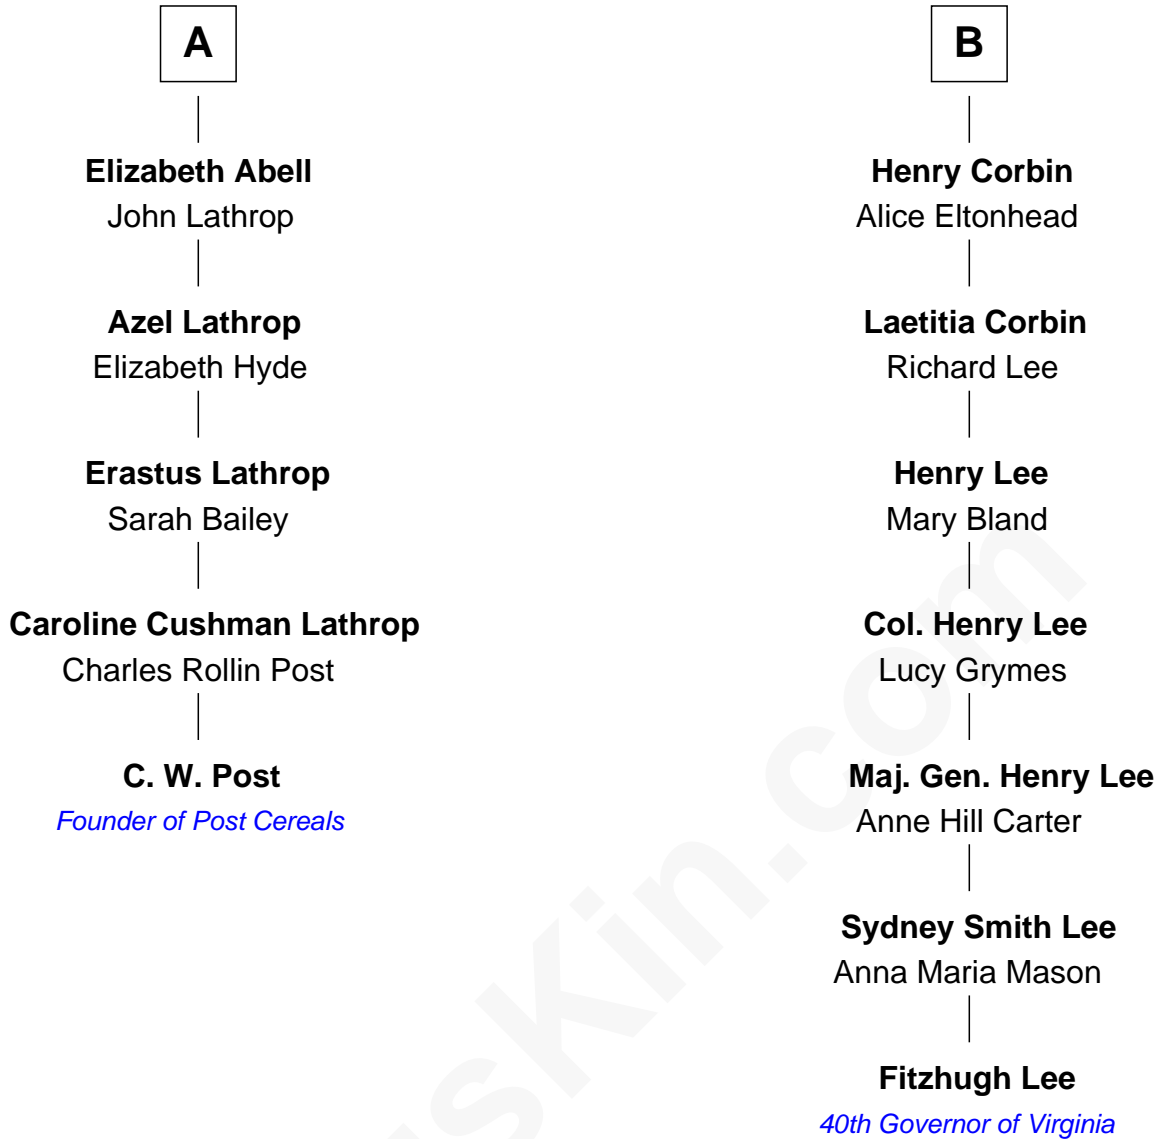 A
Elizabeth Abell
John Lathrop
Azel Lathrop
Elizabeth Hyde
Erastus Lathrop
Sarah Bailey
Caroline Cushman Lathrop
Charles Rollin Post
C. W. Post
Founder of Post Cereals
B
Henry Corbin
Alice Eltonhead
Laetitia Corbin
Richard Lee
Henry Lee
Mary Bland
Col. Henry Lee
Lucy Grymes
Maj. Gen. Henry Lee
Anne Hill Carter
Sydney Smith Lee
Anna Maria Mason
Fitzhugh Lee
40th Governor of Virginia